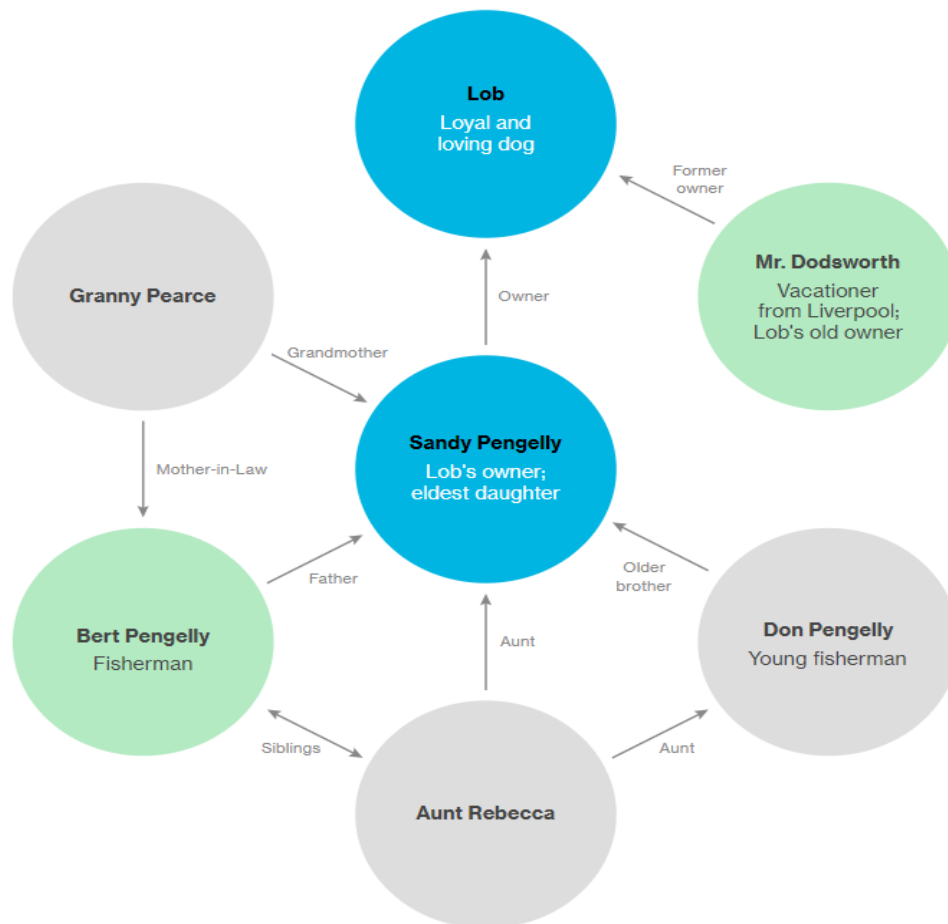 Lob
Loyal and
loving dog
Former
owner
Mr. Dodsworth
Vacationer
from Liverpool;
Lob's old owner
Granny Pearce
Owner
Grandmother
Sandy Pengelly
Lob's owner;
eldest daughter
Mother-in-Law
Father
Older
brother
Bert Pengelly
Fisherman
Don Pengelly
Young fisherman
Aunt
Siblings
Aunt
Aunt Rebecca